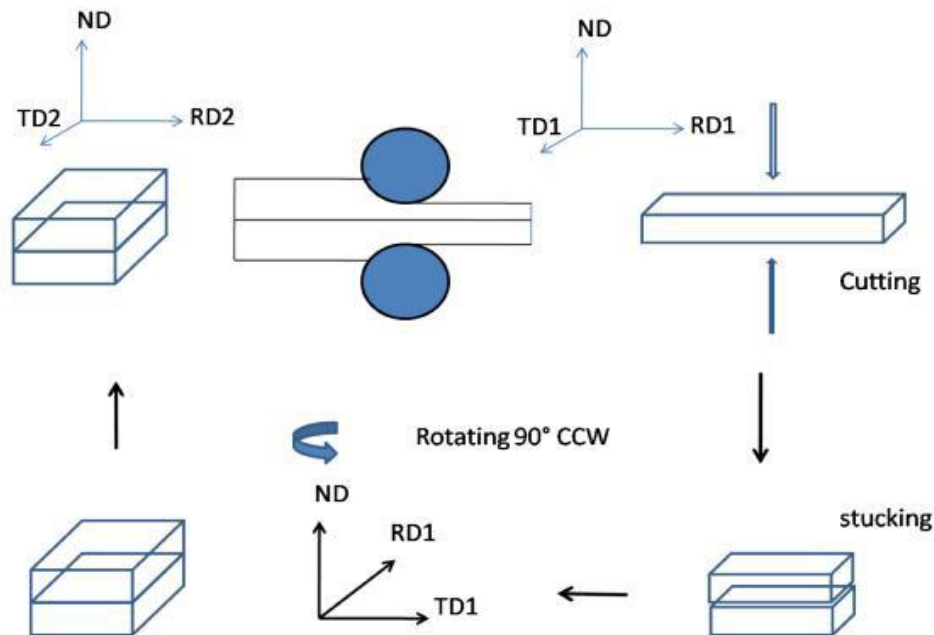 ND
TD2
RD2
ND
TD1
RD1
Cutting
Rotating 90° CCW
ND
RD1
TD1
stucking